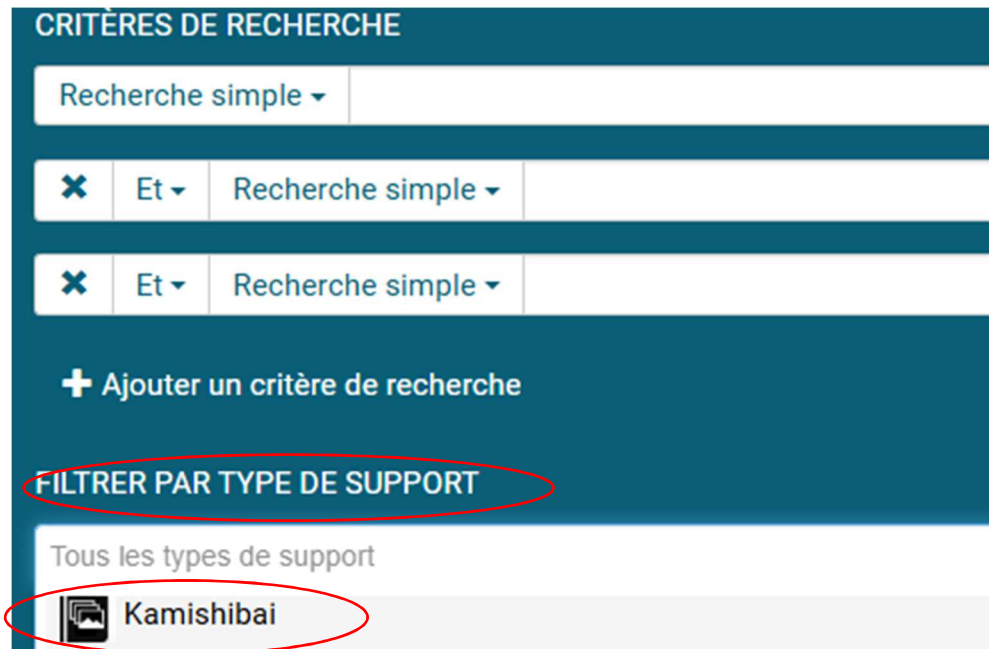 CRITÈRES DE RECHERCHE
Recherche simple
Et Recherche simple
Et Recherche simple
Ajouter un critère de recherche
FILTRER PAR TYPE DE SUPPORT
Tous les types de support
Kamishibai